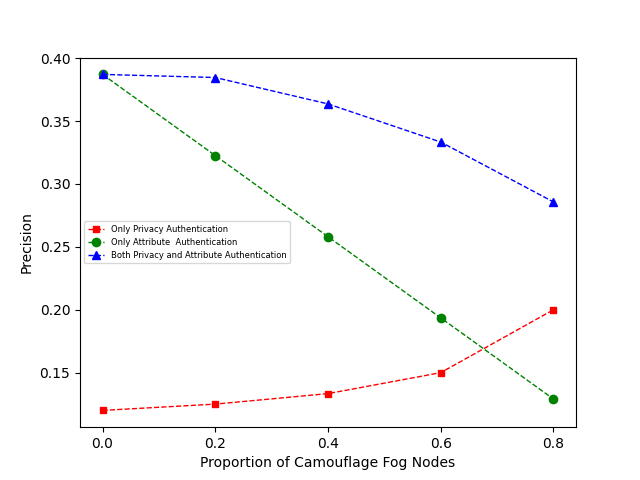 0.40
0.35
0.30
0.25
0.20
0.15
Precision
Only Privacy Authentication
Only Attribute  Authentication
Both Privacy and Attribute Authentication
0.0 0.2 0.4 0.6 0.8
Proportion of Camouflage Fog Nodes